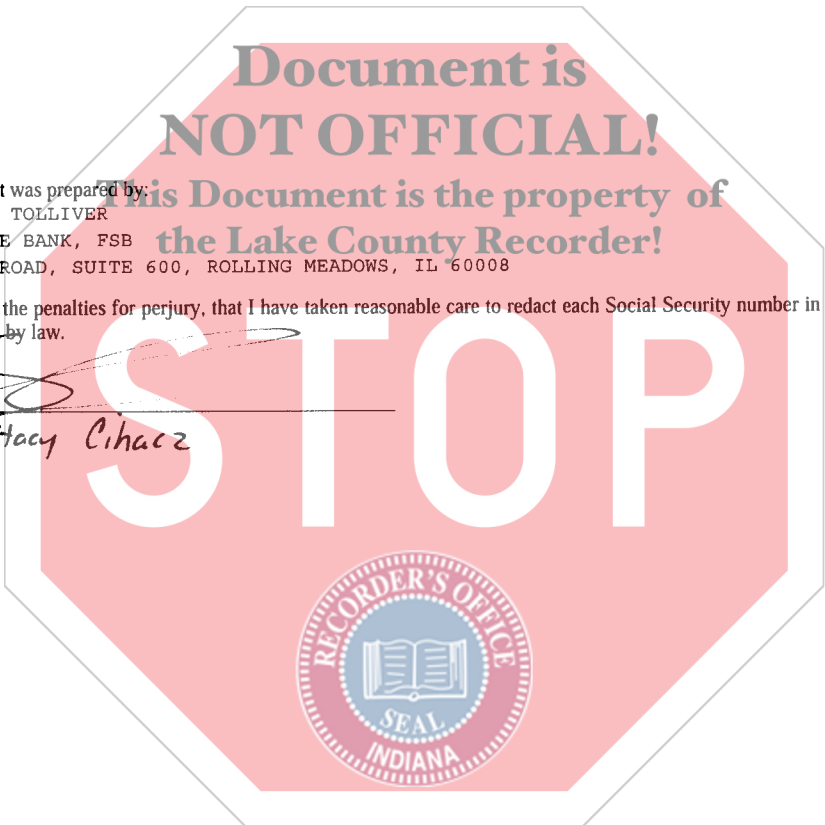 Document is
NOT OFFICIAL!
t was prepared by:
This Document is the property of
TOLLIVER
E BANK, FSB
the Lake County Recorder!
ROAD, SUITE 600, ROLLING MEADOWS, IL 60008
the penalties for perjury, that I have taken reasonable care to redact each Social Security number in
by law.
STOP
tacy Cihacz
RECORDER'S OFFICE
SEAL
INDIANA